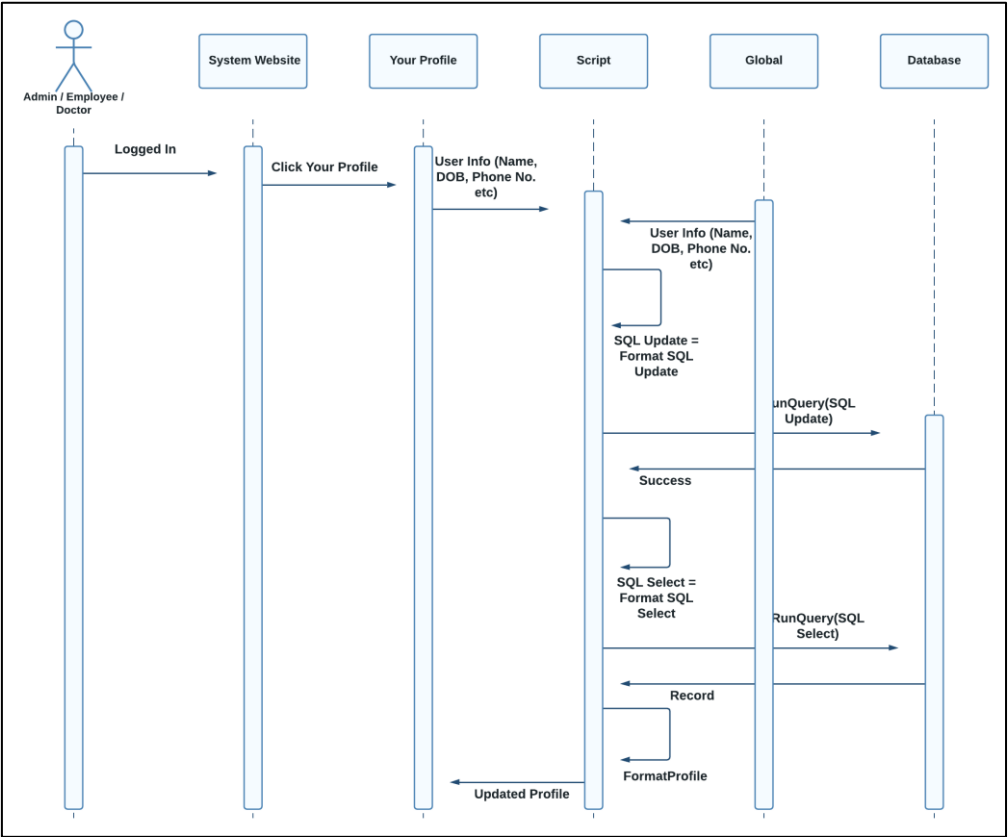 Admin / Employee /
Doctor
System Website
Your Profile
Script
Global
Database
Logged In
Click Your Profile
User Info (Name,
DOB, Phone No.
etc)
User Info (Name,
DOB, Phone No.
etc)
SQL Update =
Format SQL
Update
unQuery(SQL
Update)
Success
SQL Select =
Format SQL
Select
RunQuery(SQL
Select)
Record
FormatProfile
Updated Profile